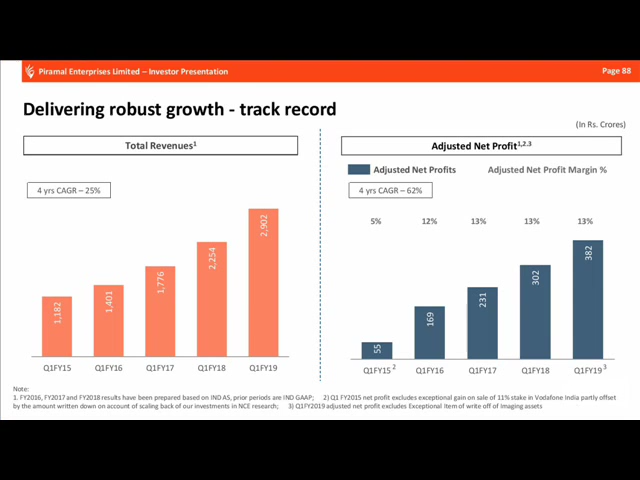 Piramal Enterprises Limited – Investor Presentation
Page 88
Delivering robust growth - track record
(In Rs. Crores)
Total Revenues1
4 yrs CAGR – 25%
1,182
1,401
1,776
2,254
2,902
Q1FY15 Q1FY16 Q1FY17 Q1FY18 Q1FY19
Adjusted Net Profit1,2.3
Adjusted Net Profits Adjusted Net Profit Margin %
4 yrs CAGR – 62%
5% 12% 13% 13% 13%
55
169
231
302
382
Q1FY15 2 Q1FY16 Q1FY17 Q1FY18 Q1FY19 3
Note:
1. FY2016, FY2017 and FY2018 results have been prepared based on IND AS, prior periods are IND GAAP; 2) Q1 FY2015 net profit excludes exceptional gain on sale of 11% stake in Vodafone India partly offset
by the amount written down on account of scaling back of our investments in NCE research; 3) Q1FY2019 adjusted net profit excludes Exceptional Item of write off of Imaging assets